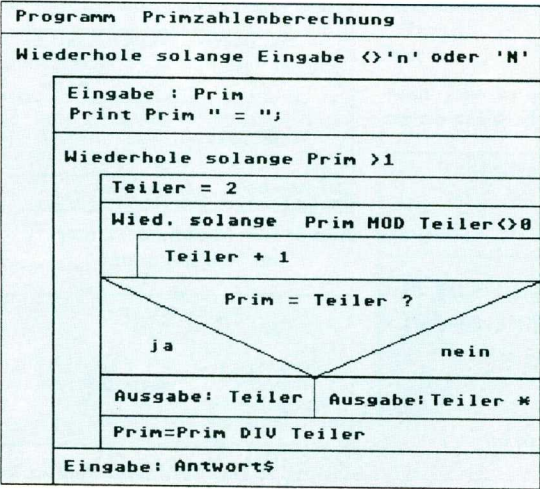 Programm Primzahlenberechnung
Wiederhole solange Eingabe <>'n' oder 'N'
Eingabe : Prim
Print Prim " = ";
Wiederhole solange Prim >1
Teiler = 2
Wied. solange Prim MOD Teiler<>0
Teiler + 1
Prim = Teiler ?
ja nein
Ausgabe: Teiler Ausgabe:Teiler *
Prim=Prim DIV Teiler
Eingabe: Antwort$